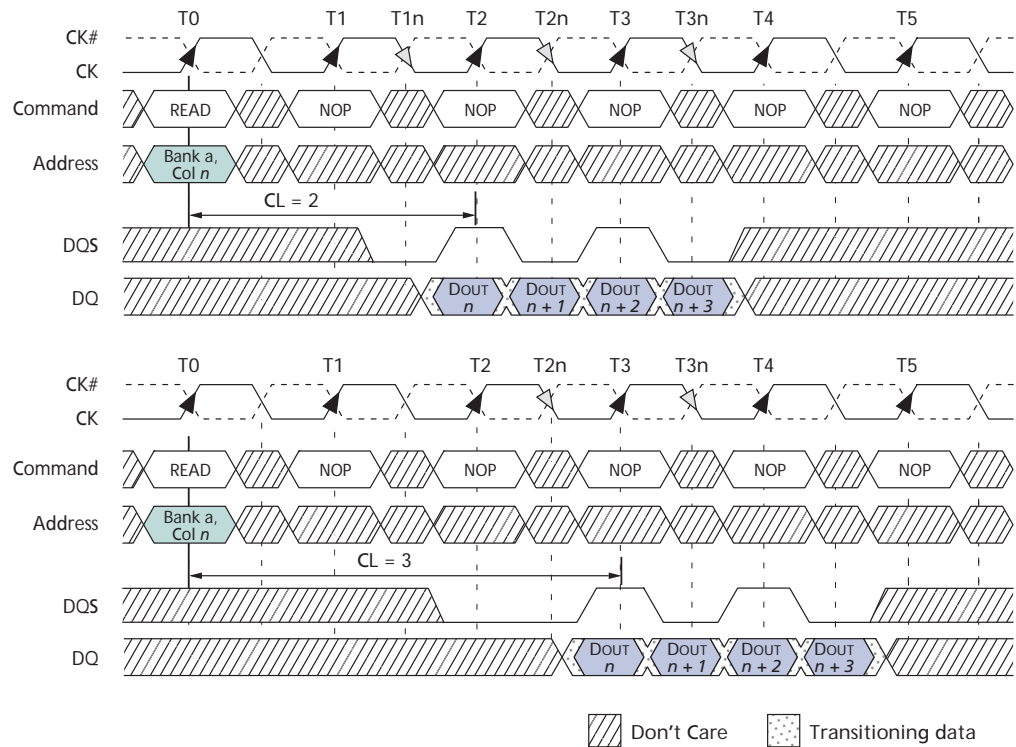 T0 T1 T1n T2 T2n T3 T3n T4 T5
CK#
CK
Command READ NOP NOP NOP NOP NOP
Address Bank a,
Col n
CL = 2
DQS
DQ DOUT n DOUT n + 1 DOUT n + 2 DOUT n + 3
T0 T1 T2 T2n T3 T3n T4 T5
CK#
CK
Command READ NOP NOP NOP NOP NOP
Address Bank a,
Col n
CL = 3
DQS
DQ DOUT n DOUT n + 1 DOUT n + 2 DOUT n + 3
Don't Care Transitioning data